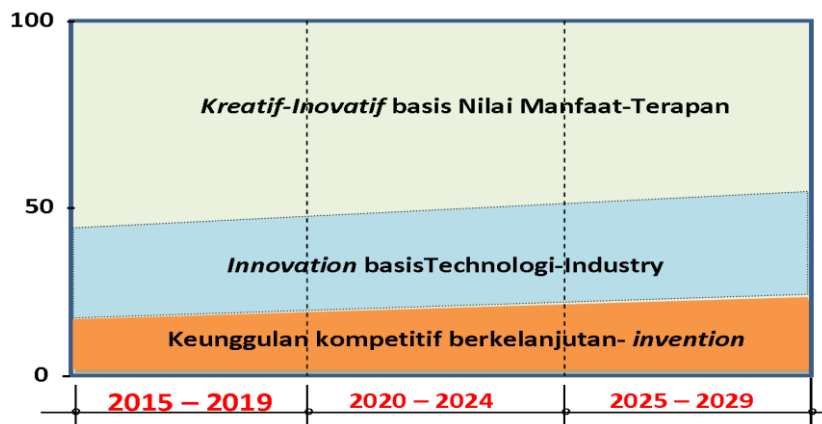 100
Kreatif-Inovatif basis Nilai Manfaat-Terapan
50
Innovation basisTechnologi-Industry
Keunggulan kompetitif berkelanjutan- invention
0
2015 – 2019 2020 – 2024 2025 – 2029